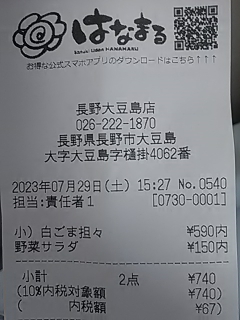 はなまる
SANUKI UDON HANAMARU
お得な公式スマホアプリのダウンロードはこちら↑↑↑
長野大豆島店
026-222-1870
長野県長野市大豆島
大字大豆島字樋掛4062番
2023年07月29日(土) 15:27 No.0540
担当:責任者1 [0730-0001]
小）白ごま担々 ¥590内
野菜サラダ ¥150内
小計 2点 ¥740
(10%内税対象額 ¥740)
( 内税額 ¥67)